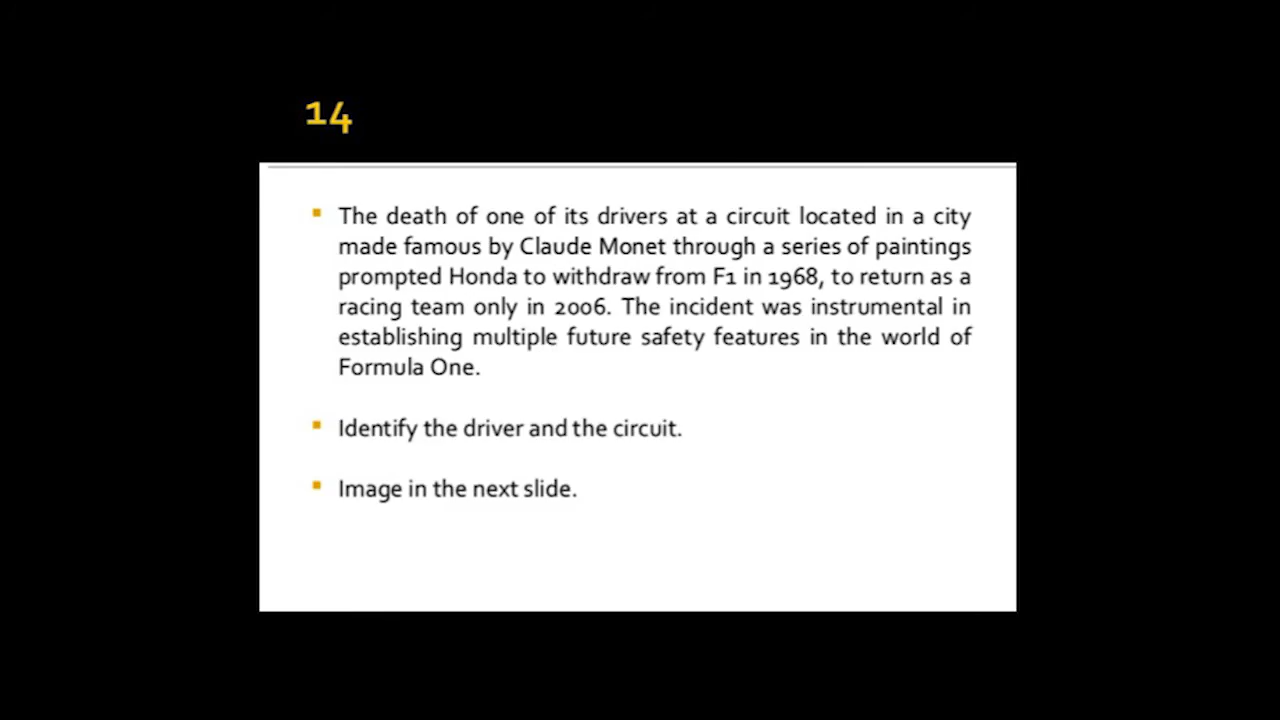 14
The death of one of its drivers at a circuit located in a city
made famous by Claude Monet through a series of paintings
prompted Honda to withdraw from F1 in 1968, to return as a
racing team only in 2006. The incident was instrumental in
establishing multiple future safety features in the world of
Formula One.
Identify the driver and the circuit.
Image in the next slide.